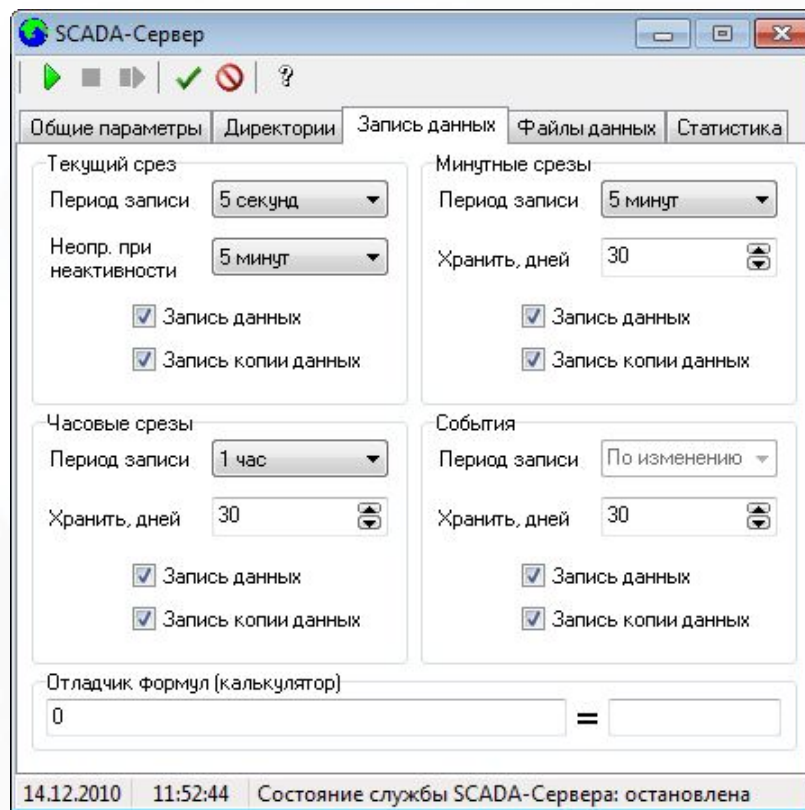 SCADA-Сервер
Общие параметры Директории Запись данных Файлы данных Статистика
Текущий срез
Период записи 5 секунд
Неопр. при
неактивности 5 минут
Запись данных
Запись копии данных
Минутные срезы
Период записи 5 минут
Хранить, дней 30
Запись данных
Запись копии данных
Часовые срезы
Период записи 1 час
Хранить, дней 30
Запись данных
Запись копии данных
События
Период записи По изменению
Хранить, дней 30
Запись данных
Запись копии данных
Отладчик формул (калькулятор)
0 =
14.12.2010 11:52:44 Состояние службы SCADA-Сервера: остановлена